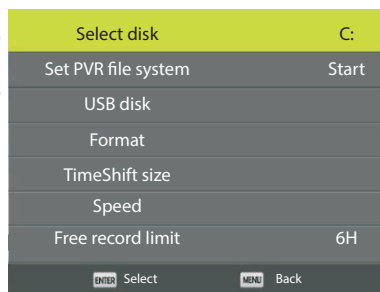 Select disk C:
Set PVR file system Start
USB disk
Format
TimeShift size
Speed
Free record limit 6H
ENTER Select MENU Back